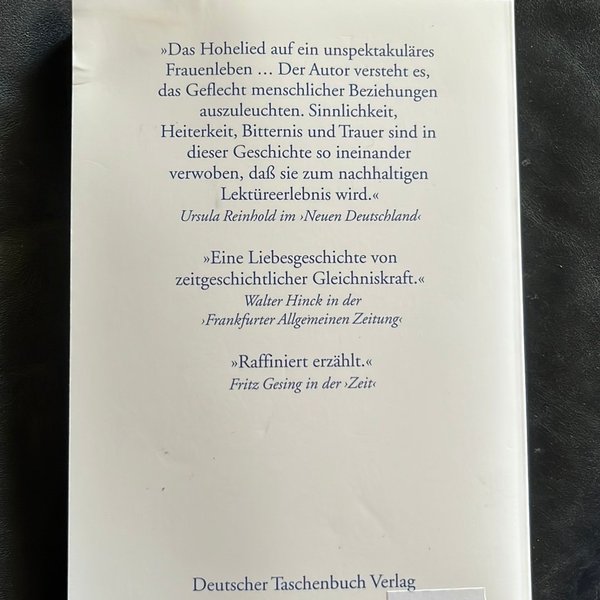 »Das Hohelied auf ein unspektakuläres
Frauenleben … Der Autor versteht es,
das Geflecht menschlicher Beziehungen
auszuleuchten. Sinnlichkeit,
Heiterkeit, Bitternis und Trauer sind in
dieser Geschichte so ineinander
verwoben, daß sie zum nachhaltigen
Lektüreerlebnis wird.«
Ursula Reinhold im ›Neuen Deutschland‹
»Eine Liebesgeschichte von
zeitgeschichtlicher Gleichniskraft.«
Walter Hinck in der
›Frankfurter Allgemeinen Zeitung‹
»Raffiniert erzählt.«
Fritz Gesing in der ›Zeit‹
Deutscher Taschenbuch Verlag